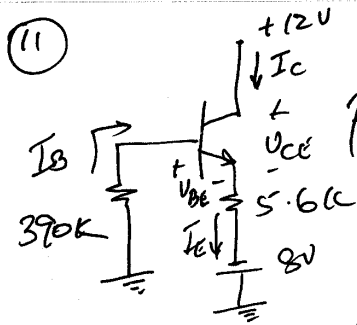 11
+12V
Ic
+
VCE
-
IB
+
VBE
-
5.6K
390K
IE
8V